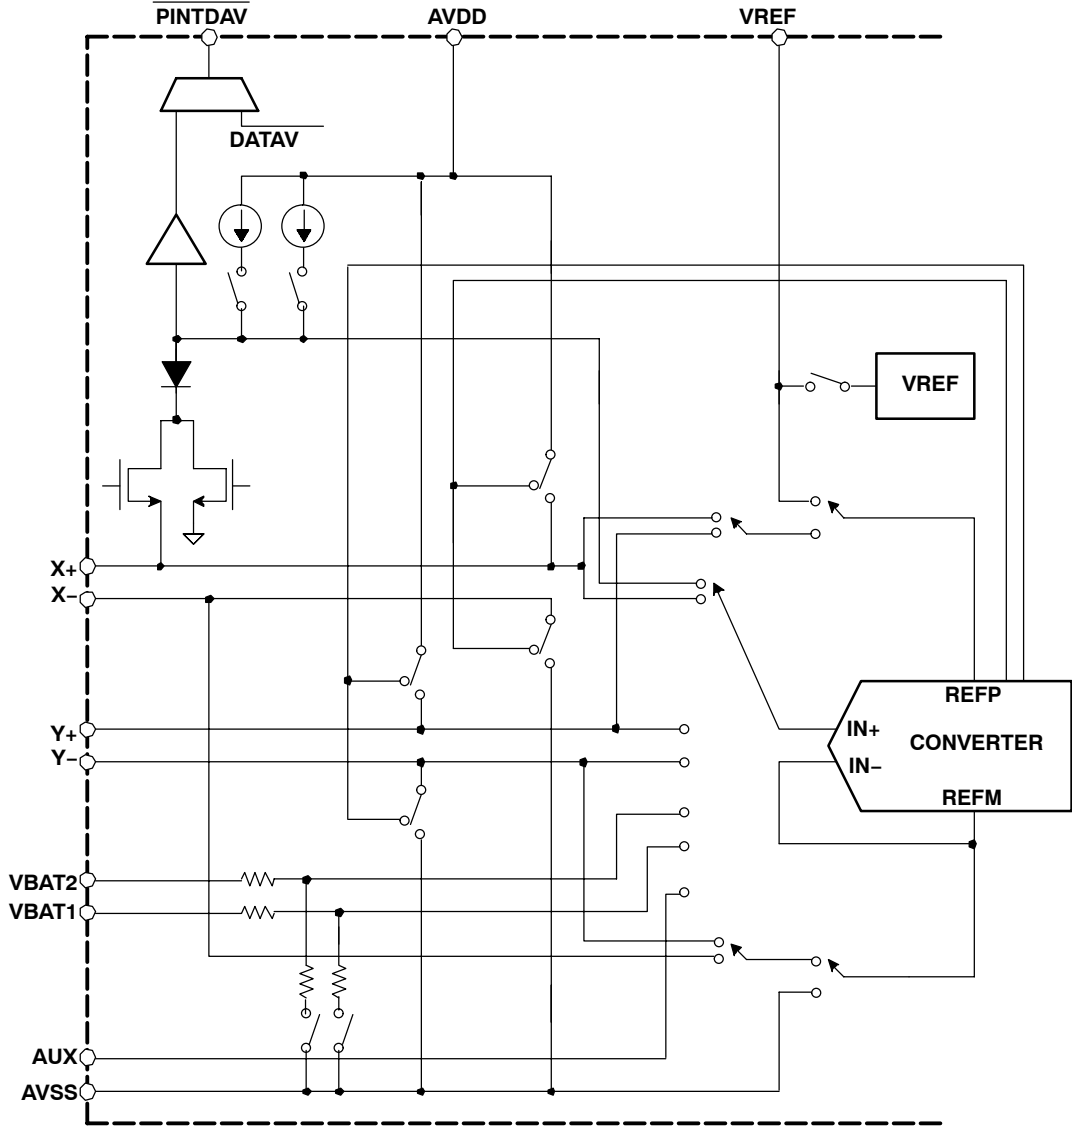 PINTDAV AVDD VREF
DATAV
VREF
X+
X–
REFP
Y+
IN+
CONVERTER
Y–
IN–
REFM
VBAT2
VBAT1
AUX
AVSS